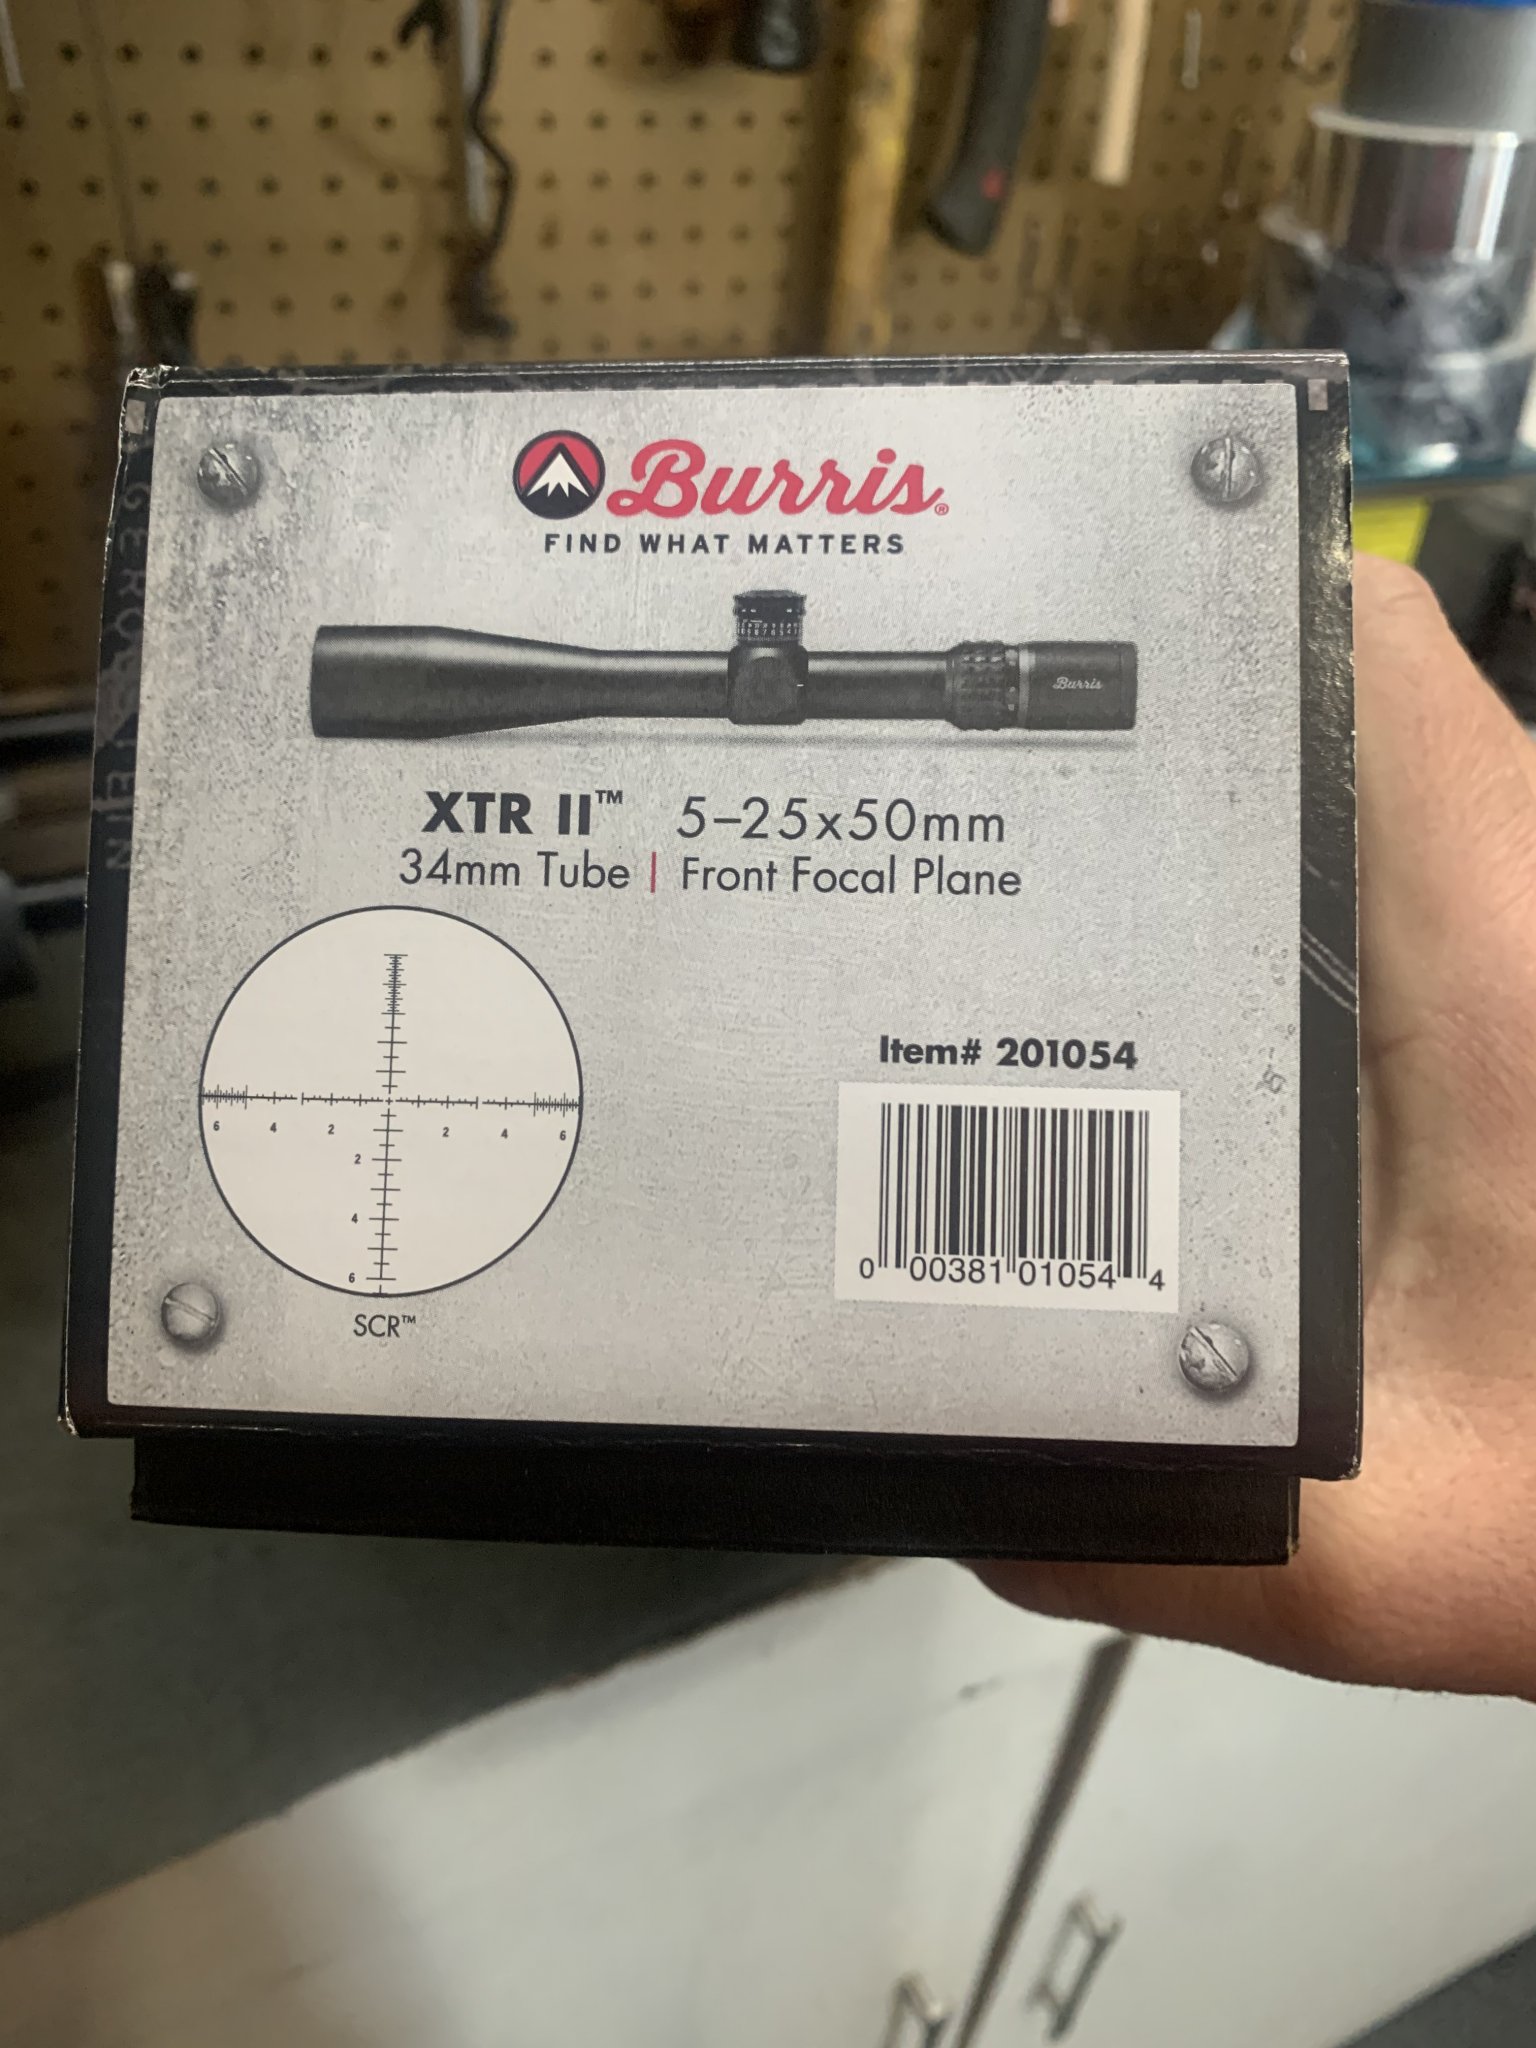 Burris®
FIND WHAT MATTERS
Burris
XTR II™ 5-25x50mm
34mm Tube | Front Focal Plane
Item# 201054
6 4 2 2 4 6
2
4
6
SCR™
0 00381 01054 4